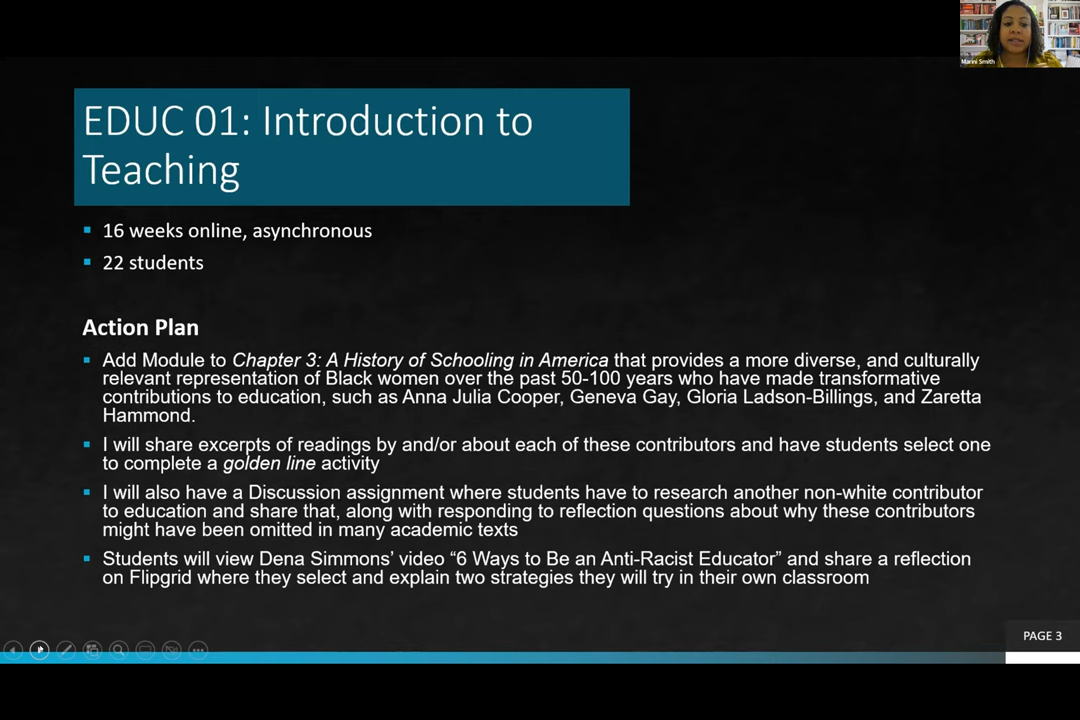 Marini Smith
EDUC 01: Introduction to
Teaching
16 weeks online, asynchronous
22 students
Action Plan
Add Module to Chapter 3: A History of Schooling in America that provides a more diverse, and culturally
relevant representation of Black women over the past 50-100 years who have made transformative
contributions to education, such as Anna Julia Cooper, Geneva Gay, Gloria Ladson-Billings, and Zaretta
Hammond.
I will share excerpts of readings by and/or about each of these contributors and have students select one
to complete a golden line activity
I will also have a Discussion assignment where students have to research another non-white contributor
to education and share that, along with responding to reflection questions about why these contributors
might have been omitted in many academic texts
Students will view Dena Simmons’ video “6 Ways to Be an Anti-Racist Educator” and share a reflection
on Flipgrid where they select and explain two strategies they will try in their own classroom
PAGE 3